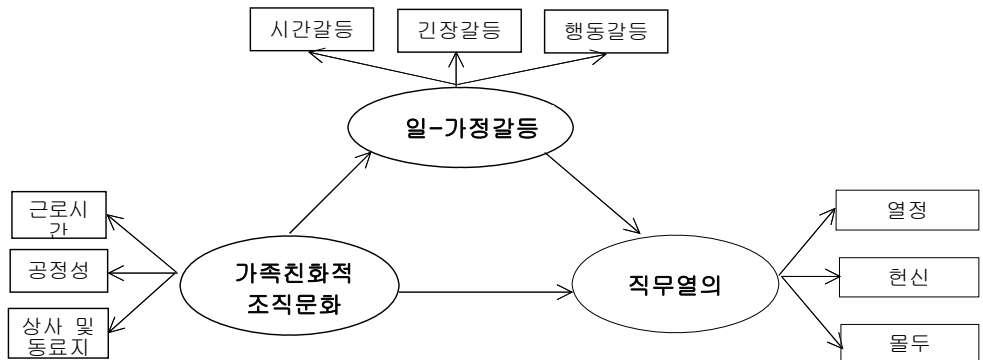 시간갈등
긴장갈등
행동갈등
일-가정갈등
근로시
간
공정성
상사 및
동료지
가족친화적
조직문화
직무열의
열정
헌신
몰두